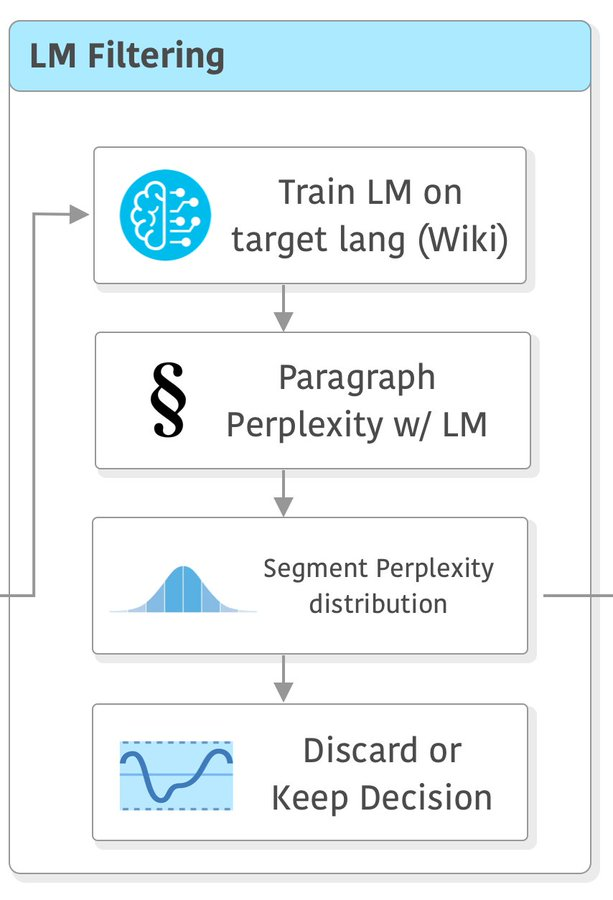 LM Filtering
Train LM on
target lang (Wiki)
§
Paragraph
Perplexity w/ LM
Segment Perplexity
distribution
Discard or
Keep Decision